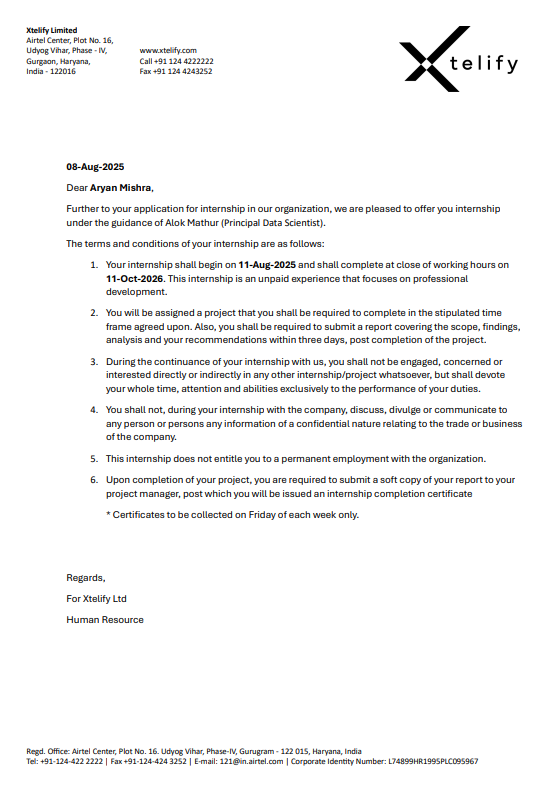 Xtelify Limited
Airtel Center, Plot No. 16,
Udyog Vihar, Phase - IV,
Gurgaon, Haryana,
India - 122016
www.xtelify.com
Call +91 124 4222222
Fax +91 124 4243252
Xtelify
08-Aug-2025
Dear Aryan Mishra,
Further to your application for internship in our organization, we are pleased to offer you internship
under the guidance of Alok Mathur (Principal Data Scientist).
The terms and conditions of your internship are as follows:
1. Your internship shall begin on 11-Aug-2025 and shall complete at close of working hours on
11-Oct-2026. This internship is an unpaid experience that focuses on professional
development.
2. You will be assigned a project that you shall be required to complete in the stipulated time
frame agreed upon. Also, you shall be required to submit a report covering the scope, findings,
analysis and your recommendations within three days, post completion of the project.
3. During the continuance of your internship with us, you shall not be engaged, concerned or
interested directly or indirectly in any other internship/project whatsoever, but shall devote
your whole time, attention and abilities exclusively to the performance of your duties.
4. You shall not, during your internship with the company, discuss, divulge or communicate to
any person or persons any information of a confidential nature relating to the trade or business
of the company.
5. This internship does not entitle you to a permanent employment with the organization.
6. Upon completion of your project, you are required to submit a soft copy of your report to your
project manager, post which you will be issued an internship completion certificate
* Certificates to be collected on Friday of each week only.
Regards,
For Xtelify Ltd
Human Resource
Regd. Office: Airtel Center, Plot No. 16. Udyog Vihar, Phase-IV, Gurugram - 122 015, Haryana, India
Tel: +91-124-422 2222 | Fax +91-124-424 3252 | E-mail: 121@in.airtel.com | Corporate Identity Number: L74899HR1995PLC095967